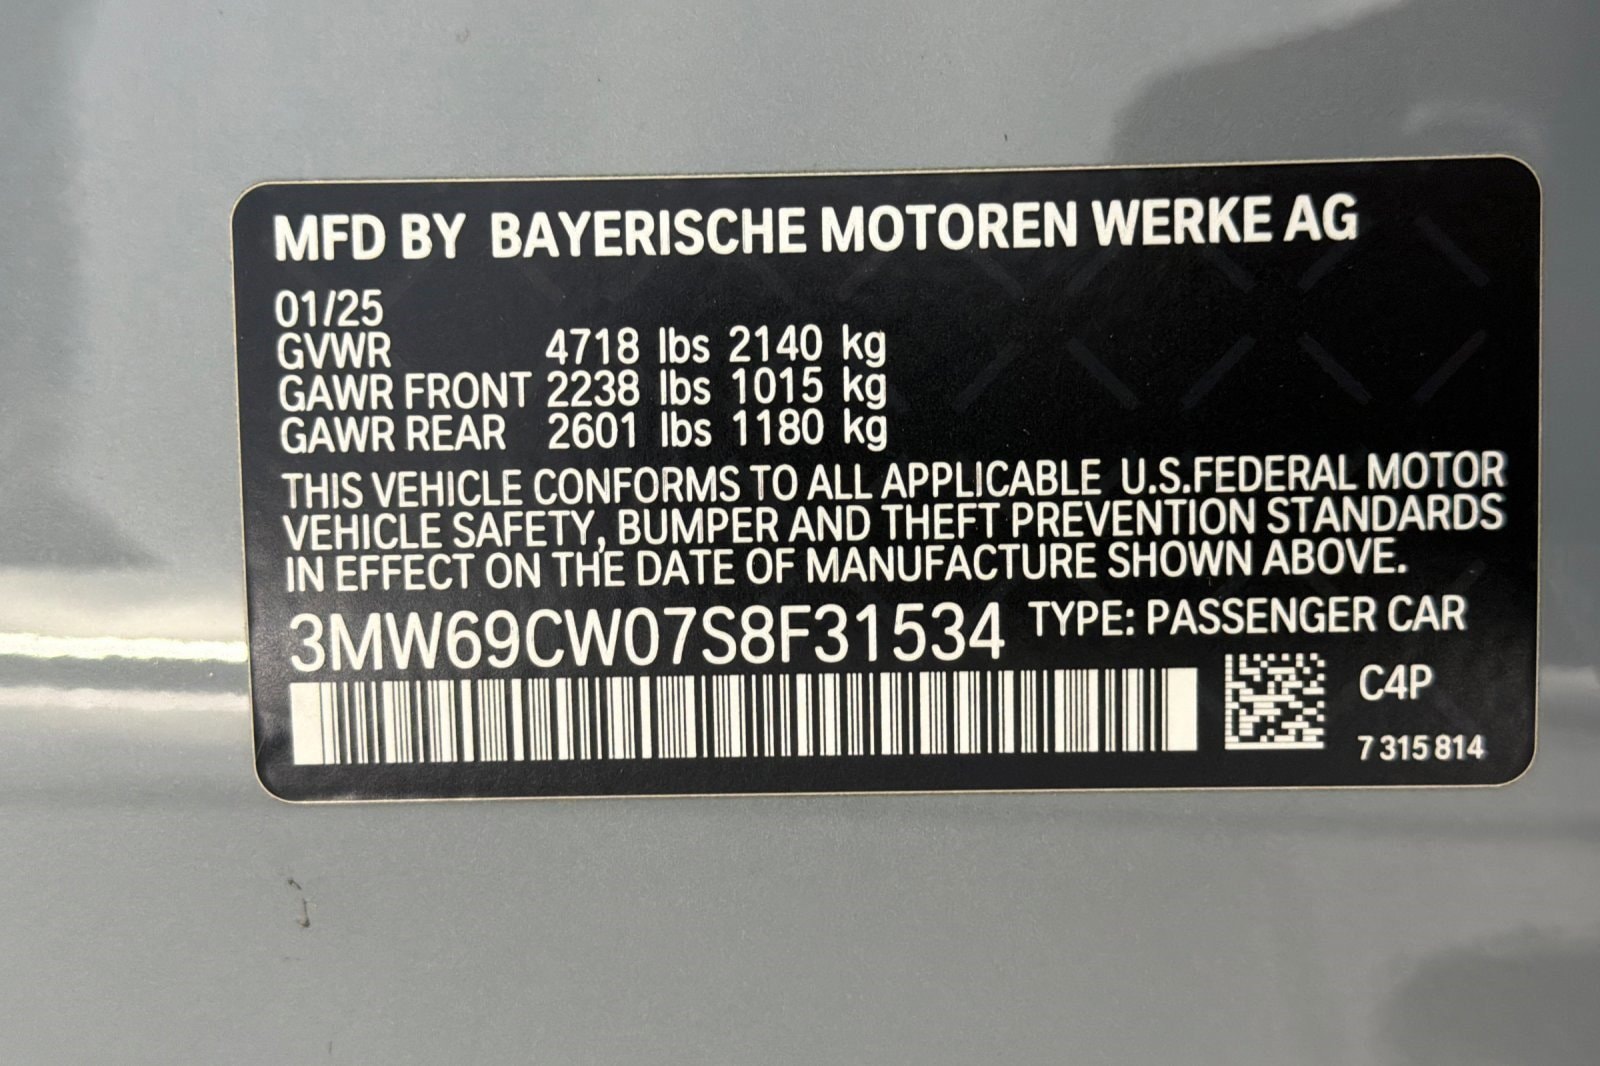 MFD BY BAYERISCHE MOTOREN WERKE AG
01/25
GVWR 4718 lbs 2140 kg
GAWR FRONT 2238 lbs 1015 kg
GAWR REAR 2601 lbs 1180 kg
THIS VEHICLE CONFORMS TO ALL APPLICABLE U.S.FEDERAL MOTOR
VEHICLE SAFETY, BUMPER AND THEFT PREVENTION STANDARDS
IN EFFECT ON THE DATE OF MANUFACTURE SHOWN ABOVE.
3MW69CW07S8F31534 TYPE: PASSENGER CAR
C4P
7 315 814